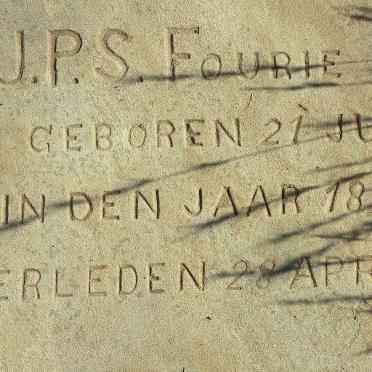 J.P.S. FOURIE
GEBOREN 21 JU
IN DEN JAAR 18
ERLEDEN 28 APR